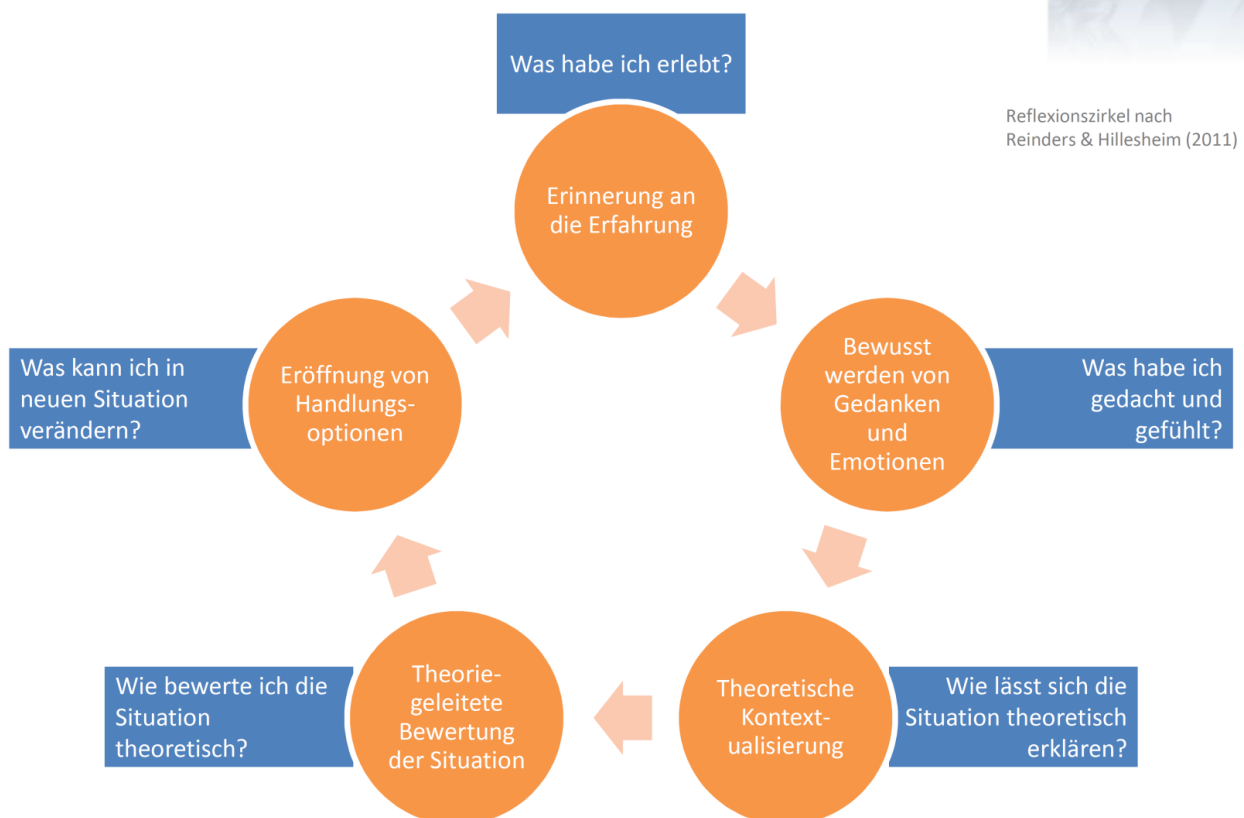 Was habe ich erlebt?
Reflexionszirkel nach
Reinders & Hillesheim (2011)
Erinnerung an
die Erfahrung
Bewusst
werden von
Gedanken
und
Emotionen
Was habe ich
gedacht und
gefühlt?
Theoretische
Kontext-
ualisierung
Wie lässt sich die
Situation theoretisch
erklären?
Theorie-
geleitete
Bewertung
der Situation
Wie bewerte ich die
Situation
theoretisch?
Eröffnung von
Handlungs-
optionen
Was kann ich in
neuen Situation
verändern?